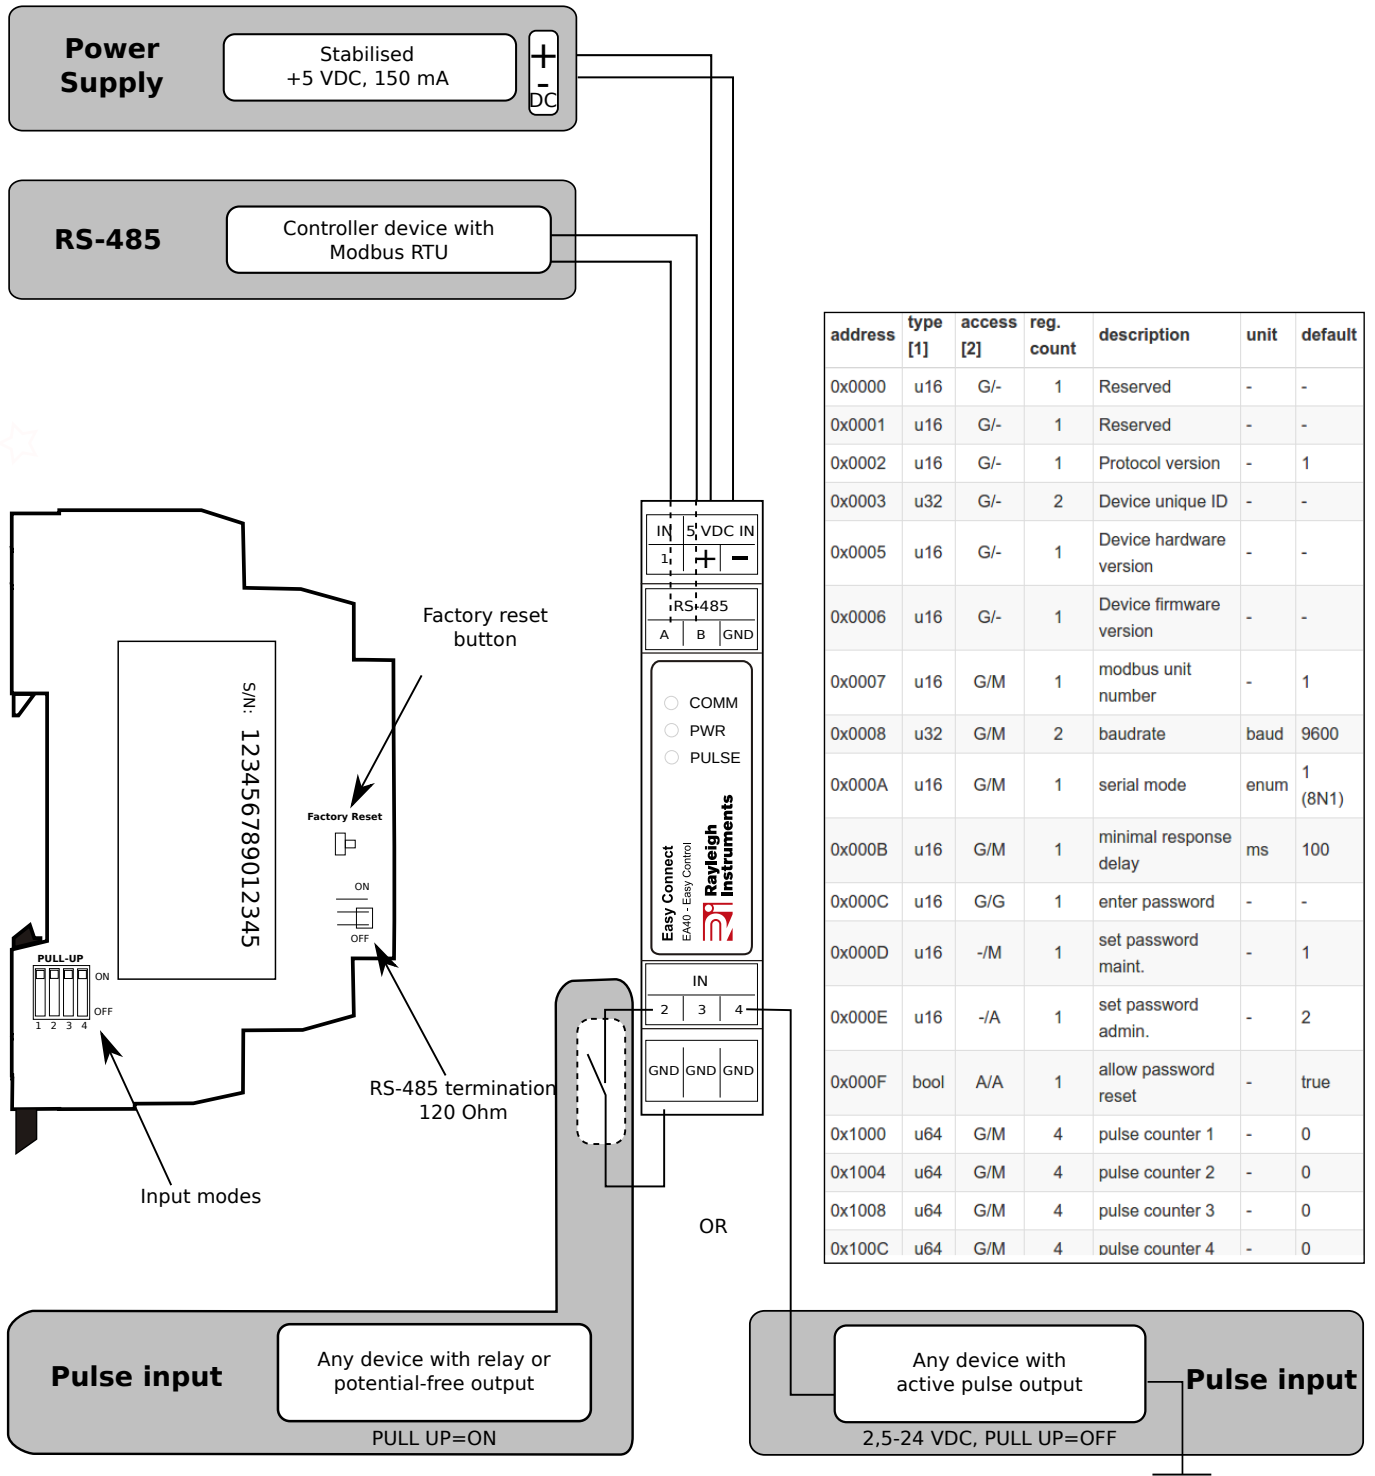 Power
Supply
Stabilised
+5 VDC, 150 mA
+
-
DC
RS-485
Controller device with
Modbus RTU
address type [1] access [2] reg. count description unit default
0x0000 u16 G/- 1 Reserved - -
0x0001 u16 G/- 1 Reserved - -
0x0002 u16 G/- 1 Protocol version - 1
0x0003 u32 G/- 2 Device unique ID - -
0x0005 u16 G/- 1 Device hardware version - -
0x0006 u16 G/- 1 Device firmware version - -
0x0007 u16 G/M 1 modbus unit number - 1
0x0008 u32 G/M 2 baudrate baud 9600
0x000A u16 G/M 1 serial mode enum 1 (8N1)
0x000B u16 G/M 1 minimal response delay ms 100
0x000C u16 G/G 1 enter password - -
0x000D u16 -/M 1 set password maint. - 1
0x000E u16 -/A 1 set password admin. - 2
0x000F bool A/A 1 allow password reset - true
0x1000 u64 G/M 4 pulse counter 1 - 0
0x1004 u64 G/M 4 pulse counter 2 - 0
0x1008 u64 G/M 4 pulse counter 3 - 0
0x100C u64 G/M 4 pulse counter 4 - 0
IN 5 VDC IN
1 + -
RS-485
A B GND
COMM
PWR
PULSE
Easy Connect
EA40 - Easy Control
Rayleigh
Instruments
IN
2 3 4
GND GND GND
Factory reset
button
S/N: 123456789012345
Factory Reset
ON
OFF
PULL-UP
ON
OFF
1 2 3 4
RS-485 termination
120 Ohm
Input modes
OR
Pulse input
Any device with relay or
potential-free output
PULL UP=ON
Any device with
active pulse output
Pulse input
2,5-24 VDC, PULL UP=OFF